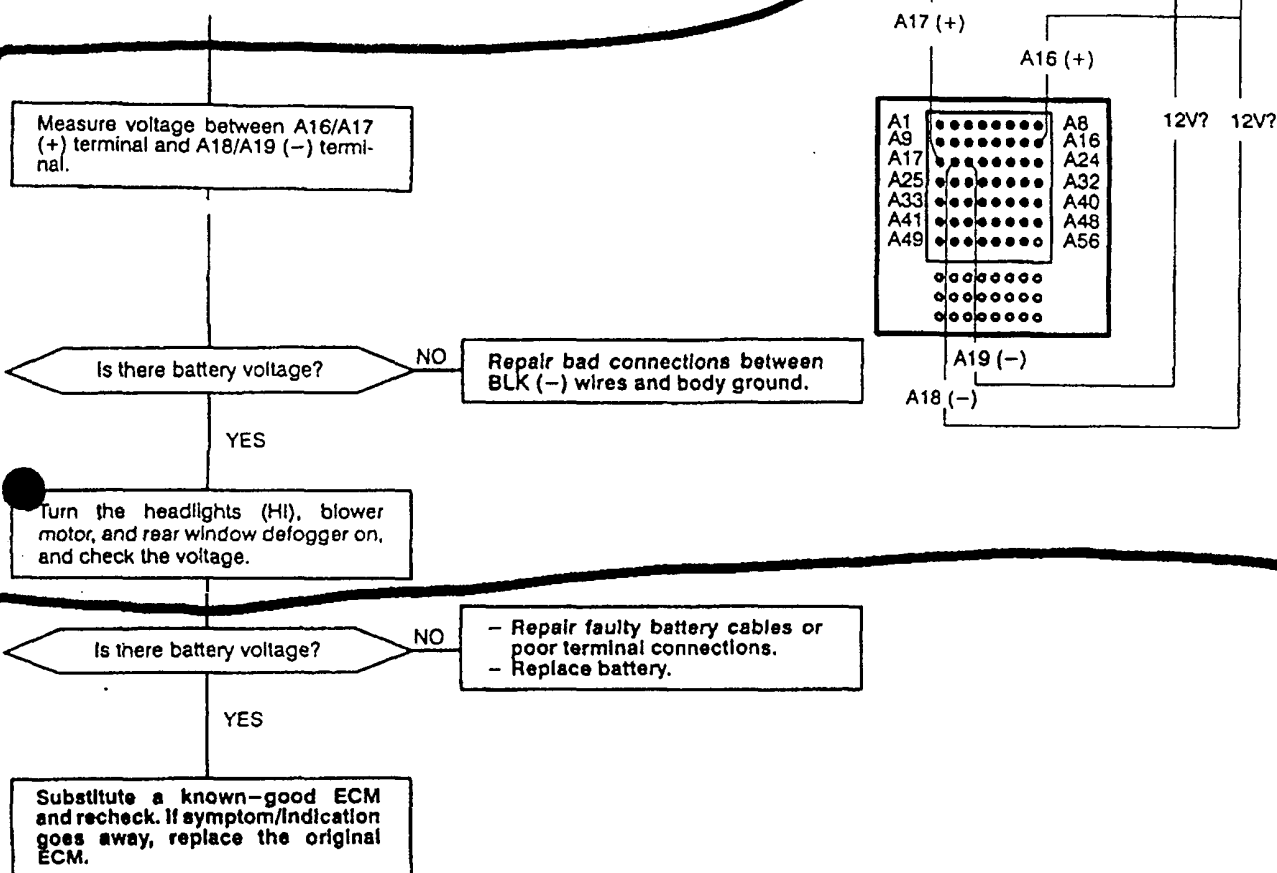 A17 (+)
A16 (+)
Measure voltage between A16/A17
(+) terminal and A18/A19 (−) termi-
nal.
A1 A8
A9 A16
A17 A24
A25 A32
A33 A40
A41 A48
A49 A56
12V? 12V?
A19 (−)
A18 (−)
Is there battery voltage?
NO
Repair bad connections between
BLK (−) wires and body ground.
YES
Turn the headlights (HI), blower
motor, and rear window defogger on,
and check the voltage.
Is there battery voltage?
NO
− Repair faulty battery cables or
poor terminal connections.
− Replace battery.
YES
Substitute a known−good ECM
and recheck. If symptom/indication
goes away, replace the original
ECM.